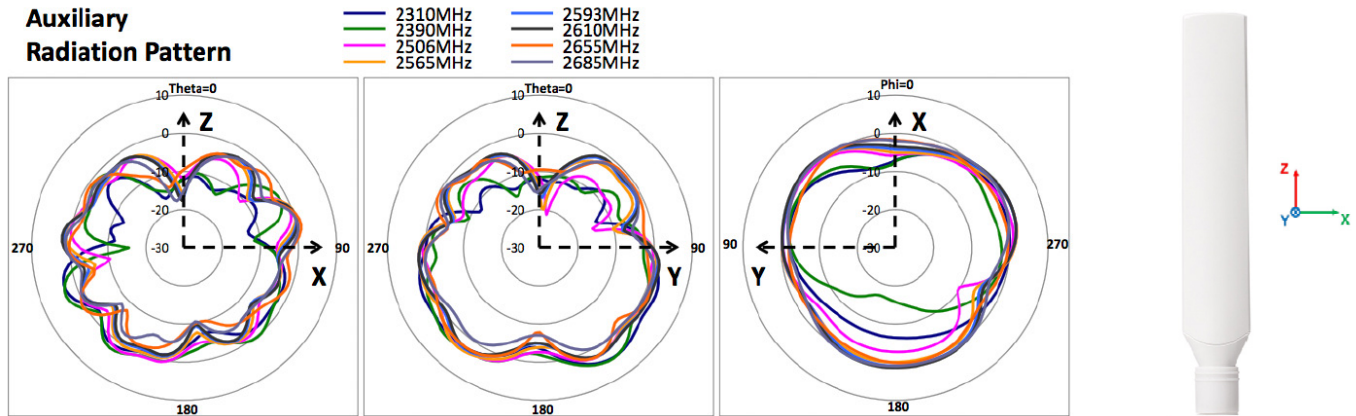 Auxiliary
Radiation Pattern
2310MHz
2390MHz
2506MHz
2565MHz
2593MHz
2610MHz
2655MHz
2685MHz
Theta=0
10
0
-10
-20
-30
Z
X
270
90
180
Theta=0
10
0
-10
-20
-30
Z
Y
270
90
180
Phi=0
10
0
-10
-20
-30
X
Y
90
270
180
Z
Y
X